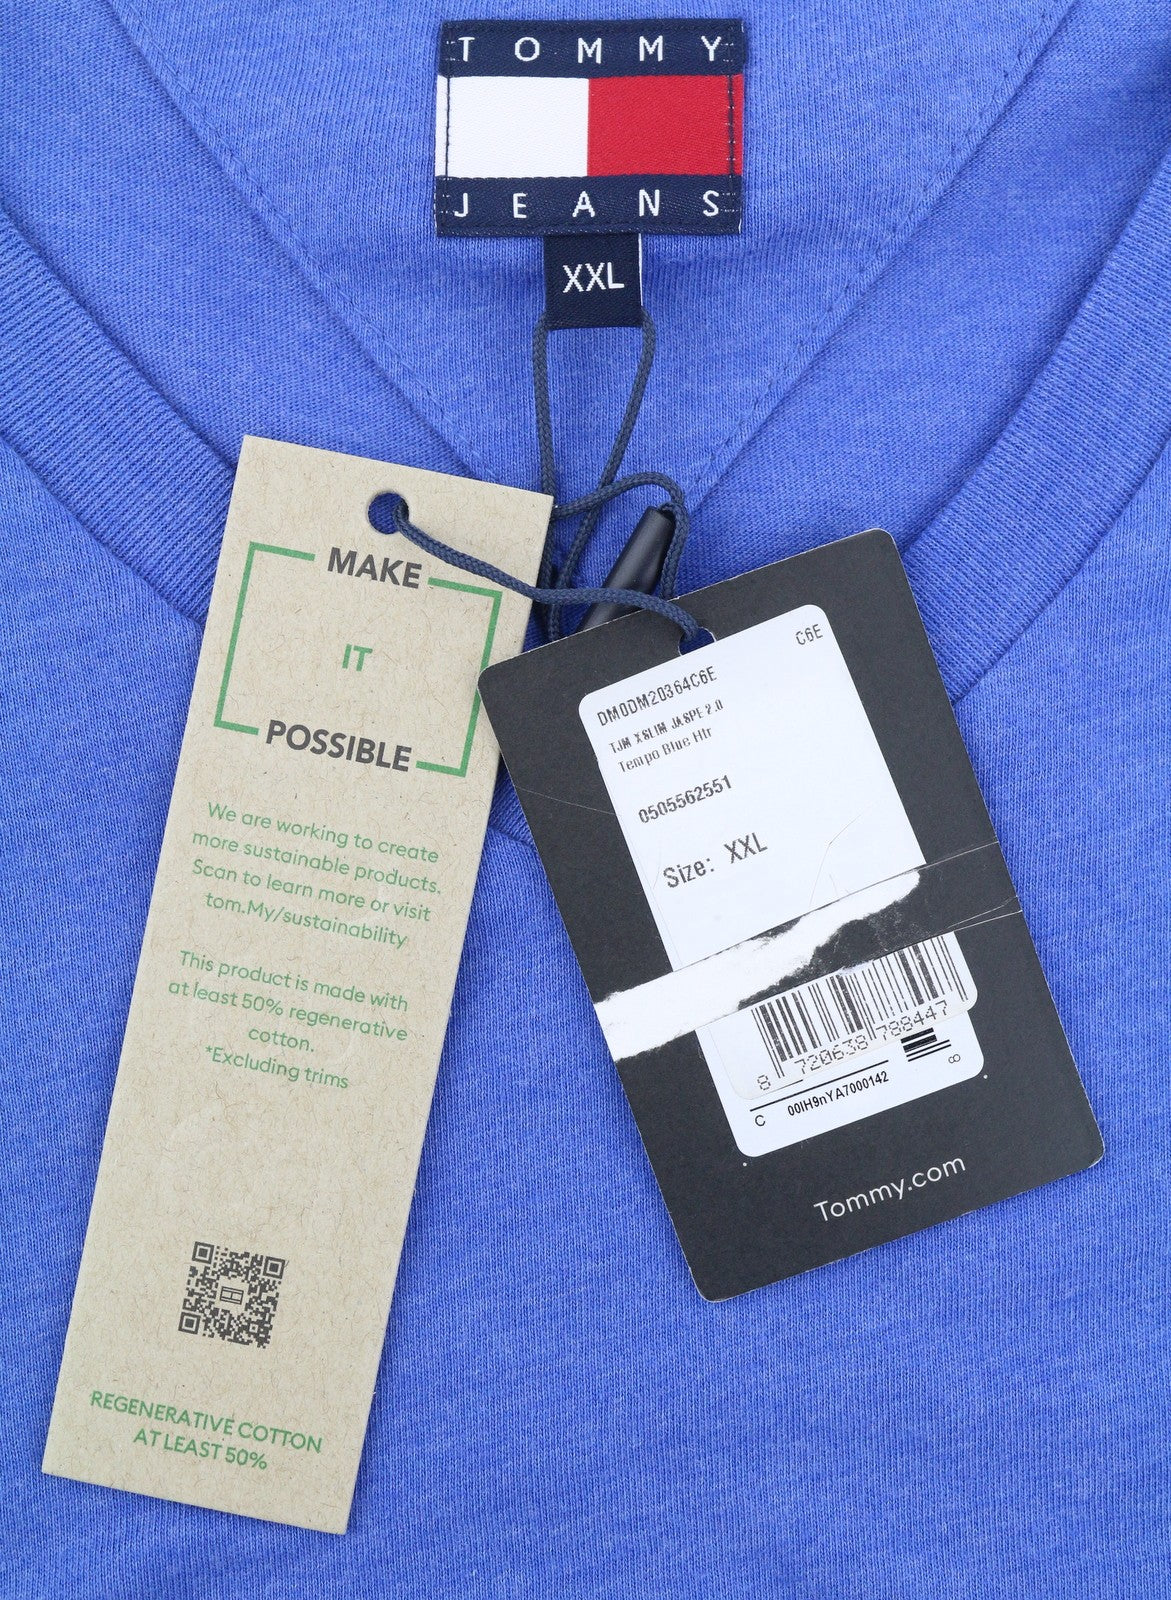 TOMMY
JEANS
XXL
MAKE
IT
POSSIBLE
We are working to create
more sustainable products.
Scan to learn more or visit
tom.My/sustainability
This product is made with
at least 50% regenerative
cotton.
*Excluding trims
REGENERATIVE COTTON
AT LEAST 50%
C6E
DM0DM20364C6E
TJM XSLIM JASPE 2.0
Tempo Blue Htr
0505562551
Size: XXL
8 720638 788447
C 00IH9nYA7000142 8
Tommy.com